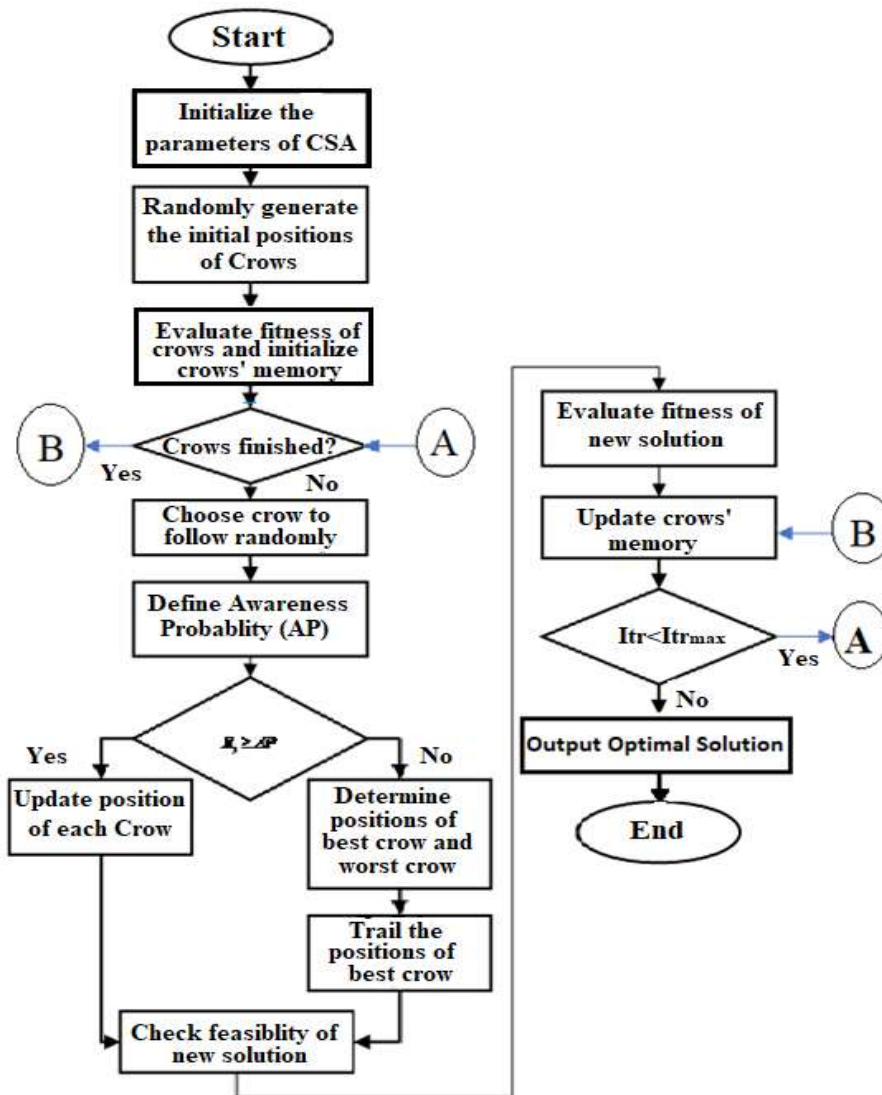 Start
Initialize the
parameters of CSA
Randomly generate
the initial positions
of Crows
Evaluate fitness of
crows and initialize
crows' memory
B
Yes
Crows finished?
A
No
Choose crow to
follow randomly
Define Awareness
Probablity (AP)
Yes
No
Update position
of each Crow
Determine
positions of
best crow and
worst crow
Trail the
positions of
best crow
Check feasiblity of
new solution
Evaluate fitness of
new solution
Update crows'
memory
B
Itr<Itrmax
Yes
A
No
Output Optimal Solution
End